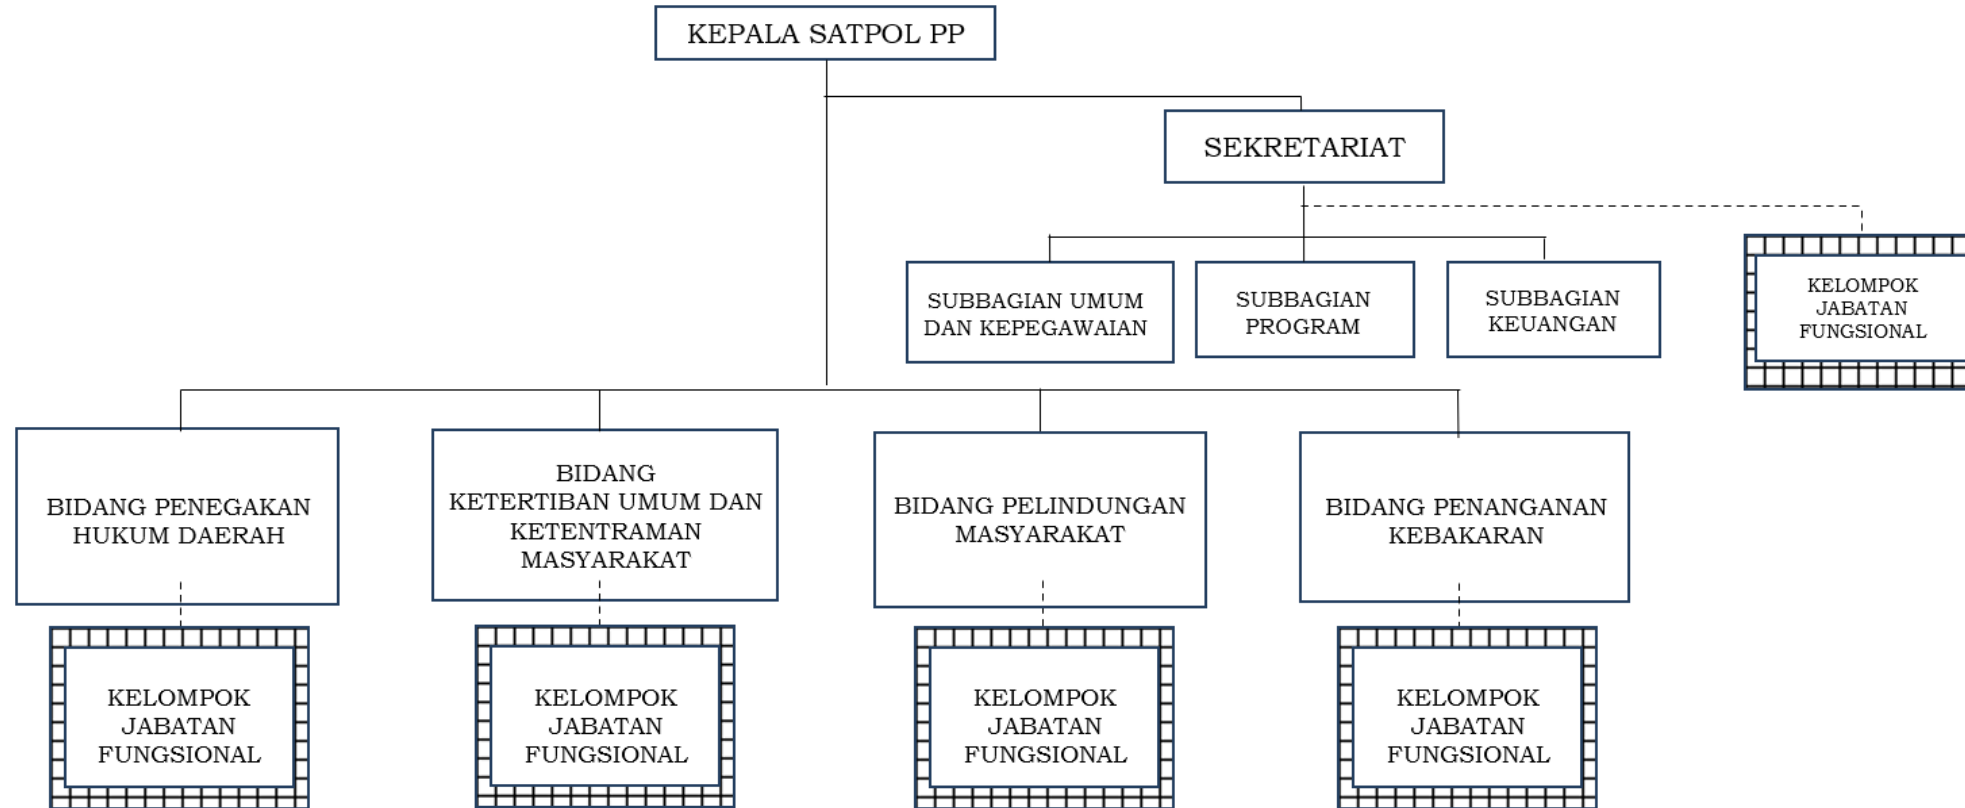 KEPALA SATPOL PP
SEKRETARIAT
SUBBAGIAN UMUM
DAN KEPEGAWAIAN
SUBBAGIAN
PROGRAM
SUBBAGIAN
KEUANGAN
KELOMPOK
JABATAN
FUNGSIONAL
BIDANG PENEGAKAN
HUKUM DAERAH
BIDANG
KETERTIBAN UMUM DAN
KETENTRAMAN
MASYARAKAT
BIDANG PELINDUNGAN
MASYARAKAT
BIDANG PENANGANAN
KEBAKARAN
KELOMPOK
JABATAN
FUNGSIONAL
KELOMPOK
JABATAN
FUNGSIONAL
KELOMPOK
JABATAN
FUNGSIONAL
KELOMPOK
JABATAN
FUNGSIONAL